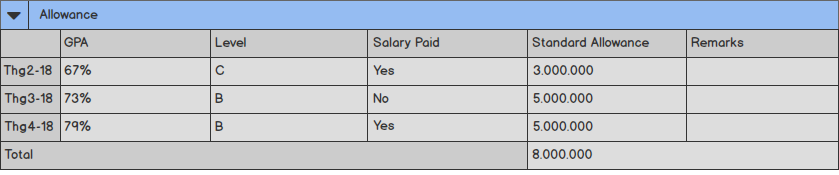 Allowance
GPA Level Salary Paid Standard Allowance Remarks
Thg2-18 67% C Yes 3.000.000
Thg3-18 73% B No 5.000.000
Thg4-18 79% B Yes 5.000.000
Total 8.000.000